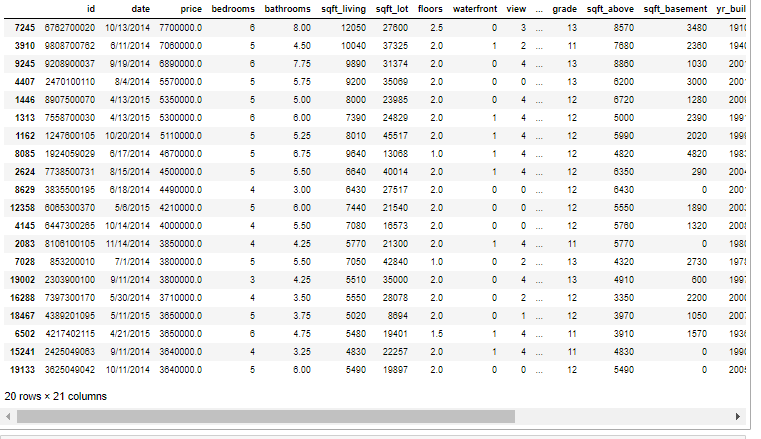 id date price bedrooms bathrooms sqft_living sqft_lot floors waterfront view ... grade sqft_above sqft_basement yr_buil
7245 6762700020 10/13/2014 7700000.0 6 8.00 12050 27600 2.5 0 3 ... 13 8570 3480 1910
3910 9808700762 6/11/2014 7060000.0 5 4.50 10040 37325 2.0 1 2 ... 11 7680 2360 1940
9245 9208900037 9/19/2014 6890000.0 6 7.75 9890 31374 2.0 0 4 ... 13 8860 1030 200
4407 2470100110 8/4/2014 5570000.0 5 5.75 9200 35069 2.0 0 0 ... 13 6200 3000 200
1446 8907500070 4/13/2015 5350000.0 5 5.00 8000 23985 2.0 0 4 ... 12 6720 1280 200
1313 7558700030 4/13/2015 5300000.0 6 6.00 7390 24829 2.0 1 4 ... 12 5000 2390 199
1162 1247600105 10/20/2014 5110000.0 5 5.25 8010 45517 2.0 1 4 ... 12 5990 2020 199
8085 1924059029 6/17/2014 4670000.0 5 6.75 9640 13068 1.0 1 4 ... 12 4820 4820 198
2624 7738500731 8/15/2014 4500000.0 5 5.50 6640 40014 2.0 1 4 ... 12 6350 290 200
8629 3835500195 6/18/2014 4490000.0 4 3.00 6430 27517 2.0 0 0 ... 12 6430 0 200
12358 6065300370 5/6/2015 4210000.0 5 6.00 7440 21540 2.0 0 0 ... 12 5550 1890 200
4145 6447300265 10/14/2014 4000000.0 4 5.50 7080 16573 2.0 0 0 ... 12 5760 1320 200
2083 8106100105 11/14/2014 3850000.0 4 4.25 5770 21300 2.0 1 4 ... 11 5770 0 198
7028 853200010 7/1/2014 3800000.0 5 5.50 7050 42840 1.0 0 2 ... 13 4320 2730 197
19002 2303900100 9/11/2014 3800000.0 3 4.25 5510 35000 2.0 0 4 ... 13 4910 600 199
16288 7397300170 5/30/2014 3710000.0 4 3.50 5550 28078 2.0 0 2 ... 12 3350 2200 200
18467 4389201095 5/11/2015 3650000.0 5 3.75 5020 8694 2.0 0 1 ... 12 3970 1050 200
6502 4217402115 4/21/2015 3650000.0 6 4.75 5480 19401 1.5 1 4 ... 11 3910 1570 193
15241 2425049063 9/11/2014 3640000.0 4 3.25 4830 22257 2.0 1 4 ... 11 4830 0 199
19133 3625049042 10/11/2014 3640000.0 5 6.00 5490 19897 2.0 0 0 ... 12 5490 0 200
20 rows × 21 columns